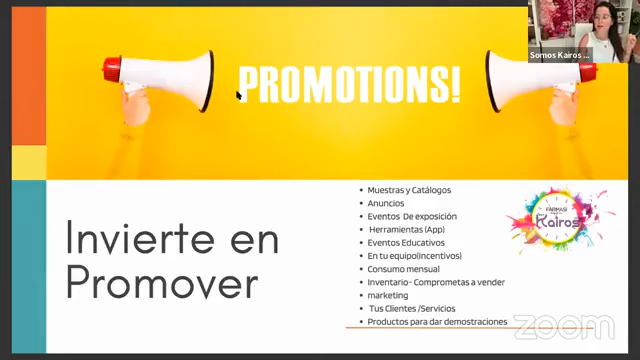 Somos Kairos ...
PROMOTIONS!
Invierte en
Promover
• Muestras y Catálogos
• Anuncios
• Eventos De exposición
• Herramientas (App)
• Eventos Educativos
• En tu equipo(Incentivos)
• Consumo mensual
• Inventario- Comprometas a vender
• marketing
• Tus Clientes /Servicios
• Productos para dar demostraciones
FARMASI
Kairos
zoom